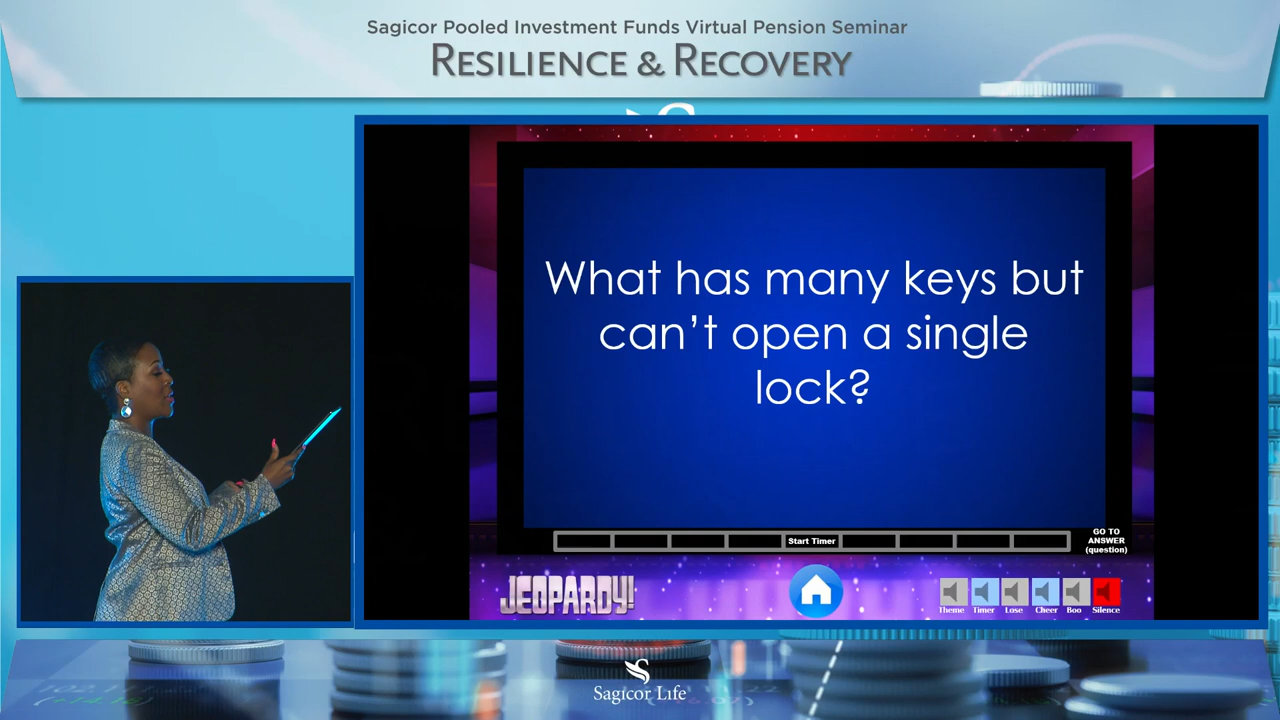 Sagicor Pooled Investment Funds Virtual Pension Seminar
RESILIENCE & RECOVERY
What has many keys but
can't open a single
lock?
Start Timer
GO TO
ANSWER
(question)
JEOPARDY!
Theme Timer Lose Cheer Boo Silence
Sagicor Life